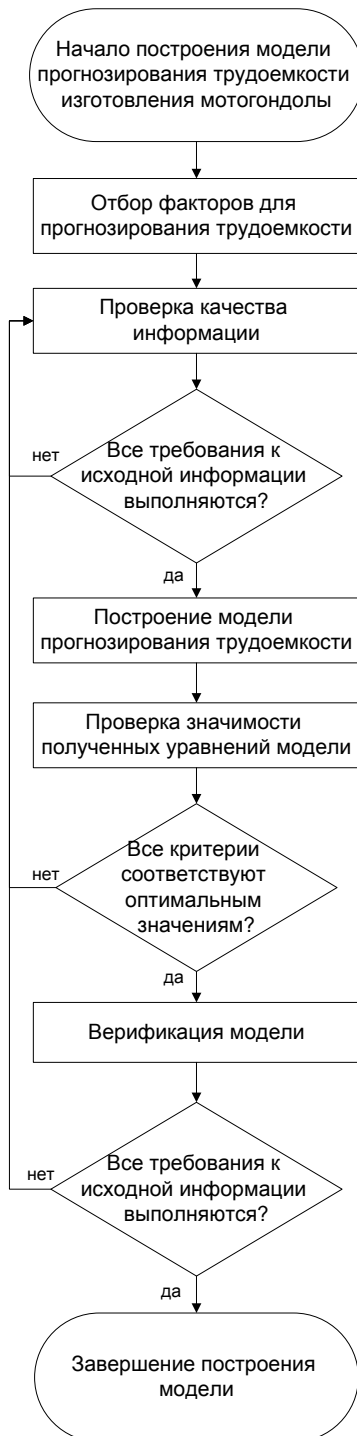 Начало построения модели
прогнозирования трудоемкости
изготовления мотогондолы
Отбор факторов для
прогнозирования трудоемкости
Проверка качества
информации
нет
Все требования к
исходной информации
выполняются?
да
Построение модели
прогнозирования трудоемкости
Проверка значимости
полученных уравнений модели
нет
Все критерии
соответствуют
оптимальным
значениям?
да
Верификация модели
нет
Все требования к
исходной информации
выполняются?
да
Завершение построения
модели